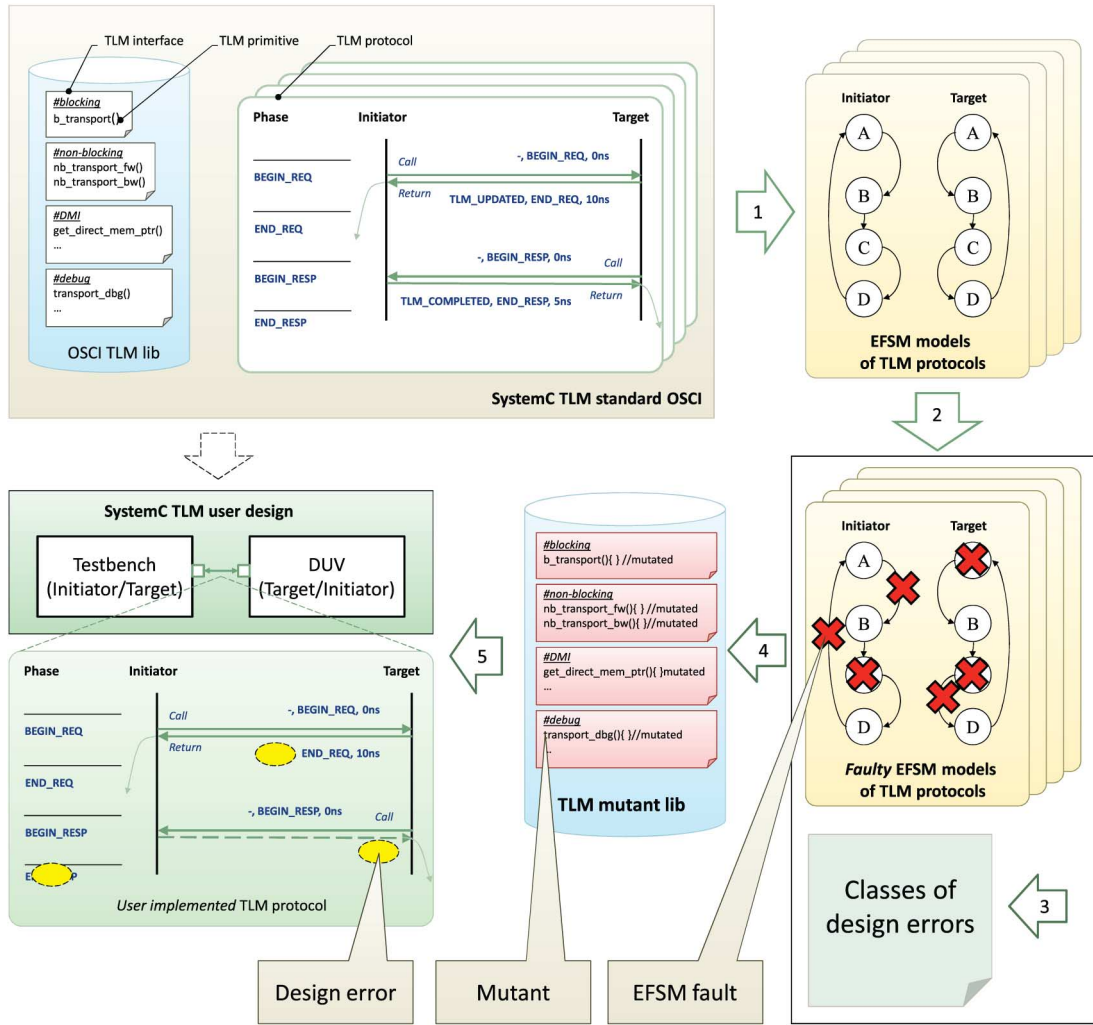 TLM interface
TLM primitive
TLM protocol
#blocking
b_transport()
#non-blocking
nb_transport_fw()
nb_transport_bw()
#DMI
get_direct_mem_ptr()
...
#debug
transport_dbg()
...
OSCI TLM lib
Phase Initiator Target
Call -, BEGIN_REQ, 0ns
BEGIN_REQ
Return TLM_UPDATED, END_REQ, 10ns
END_REQ
-, BEGIN_RESP, 0ns Call
BEGIN_RESP
TLM_COMPLETED, END_RESP, 5ns Return
END_RESP
SystemC TLM standard OSCI
1
Initiator Target
A A
B B
C C
D D
EFSM models
of TLM protocols
2
SystemC TLM user design
Testbench
(Initiator/Target)
DUV
(Target/Initiator)
Phase Initiator Target
Call -, BEGIN_REQ, 0ns
BEGIN_REQ
Return END_REQ, 10ns
END_REQ
-, BEGIN_RESP, 0ns Call
BEGIN_RESP
User implemented TLM protocol
5
#blocking
b_transport(){ } //mutated
#non-blocking
nb_transport_fw(){ } //mutated
nb_transport_bw(){ }//mutated
#DMI
get_direct_mem_ptr(){ }mutated
...
#debug
transport_dbg(){ }//mutated
...
TLM mutant lib
4
Initiator Target
A
B B
D D
Faulty EFSM models
of TLM protocols
Classes of
design errors
3
Design error
Mutant
EFSM fault